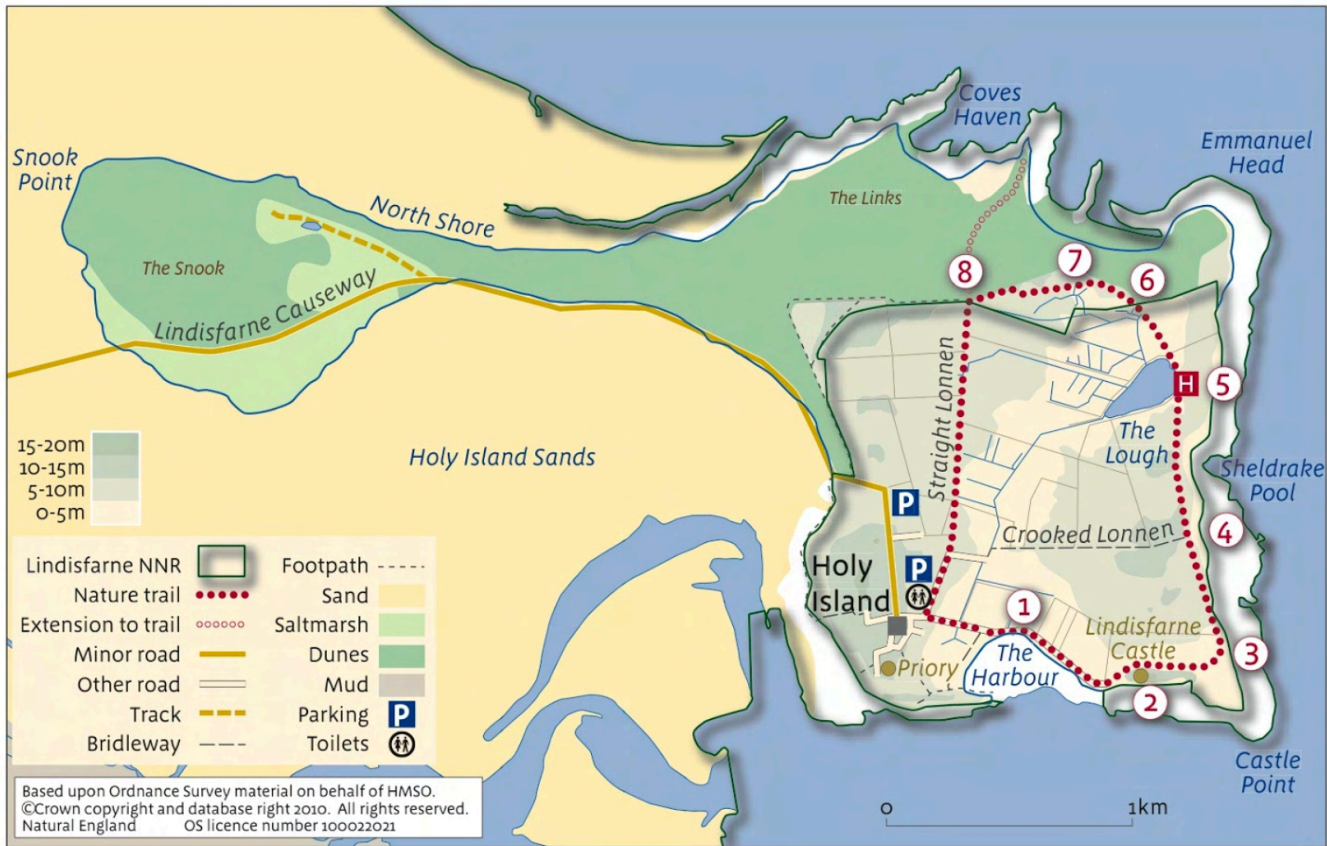 Coves
Haven
Emmanuel
Head
Snook
Point
North Shore
The Links
The Snook
Lindisfarne Causeway
8
7
6
H
5
Straight Lonnen
The
Lough
Holy Island Sands
Sheldrake
Pool
P
4
Crooked Lonnen
P
Holy
Island
1
Lindisfarne
Castle
3
The
Harbour
Priory
2
Castle
Point
15-20m
10-15m
5-10m
0-5m
Lindisfarne NNR
Nature trail
Extension to trail
Minor road
Other road
Track
Bridleway
Footpath
Sand
Saltmarsh
Dunes
Mud
Parking P
Toilets
Based upon Ordnance Survey material on behalf of HMSO.
©Crown copyright and database right 2010. All rights reserved.
Natural England OS licence number 100022021
0 1km